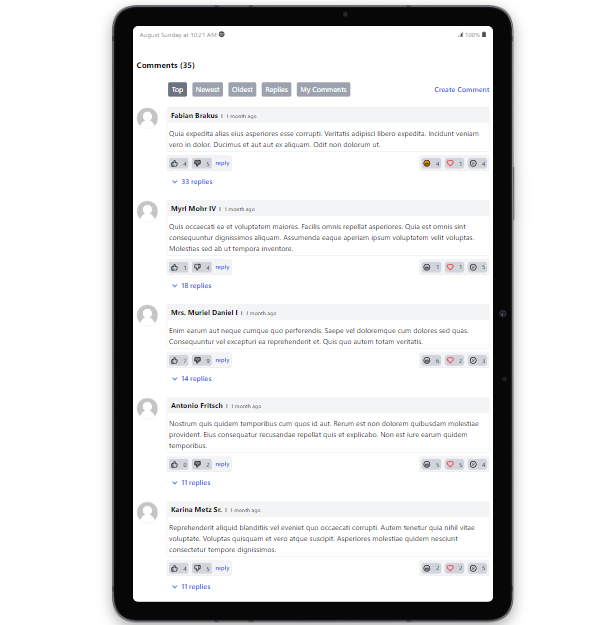 August Sunday at 10:21 AM
100%
Comments (35)
Top Newest Oldest Replies My Comments Create Comment
Fabian Brakus | 1 month ago
Quia expedita alias eius asperiores esse corrupti. Veritatis adipisci libero expedita. Incidunt veniam
vero in dolor. Ducimus et aut aut ex aliquam. Odit non dolorum ut.
4 5 reply 4 1 4
33 replies
Myrl Mohr IV | 1 month ago
Quis occaecati ea et voluptatem maiores. Facilis omnis repellat asperiores. Quia est omnis sint
consequuntur dignissimos aliquam. Assumenda eaque aperiam ipsum voluptatem velit voluptas.
Molestias sed ab ut tempora inventore.
1 4 reply 1 1 5
18 replies
Mrs. Muriel Daniel I | 1 month ago
Enim earum aut neque cumque quo perferendis. Saepe vel doloremque cum dolores sed quas.
Consequuntur vel excepturi ea reprehenderit et. Quis quo autem totam veritatis.
7 9 reply 6 2 3
14 replies
Antonio Fritsch | 1 month ago
Nostrum quis quidem temporibus cum quos id aut. Rerum est non dolorem quibusdam molestiae
provident. Eius consequatur recusandae repellat quis et explicabo. Non est iure earum quidem
temporibus.
0 2 reply 5 5 4
11 replies
Karina Metz Sr. | 1 month ago
Reprehenderit aliquid blanditiis vel eveniet quo occaecati corrupti. Autem tenetur quia nihil vitae
voluptate. Voluptas quisquam et vero atque suscipit. Asperiores molestiae quidem nesciunt
consectetur tempore dignissimos.
4 5 reply 2 2 5
11 replies